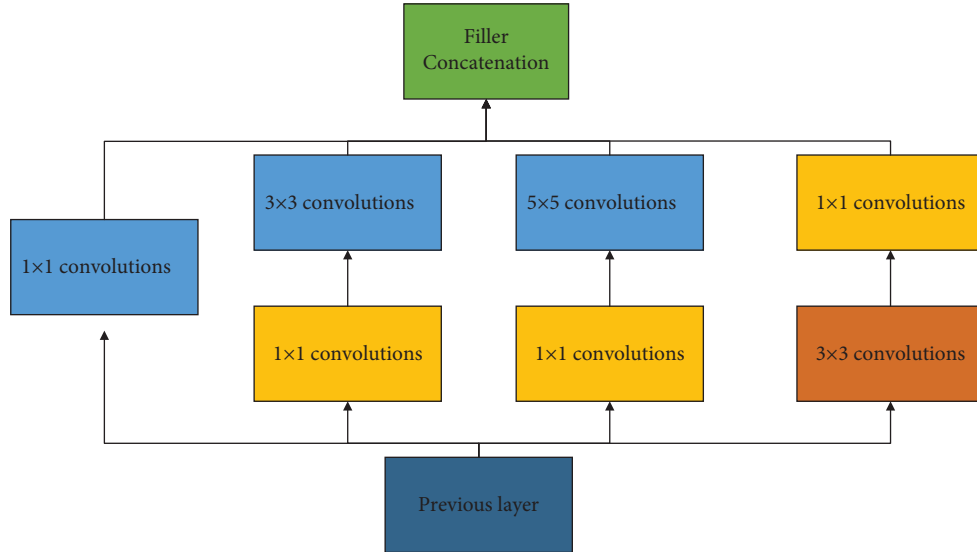 Filler
Concatenation
3×3 convolutions
5×5 convolutions
1×1 convolutions
1×1 convolutions
1×1 convolutions
1×1 convolutions
3×3 convolutions
Previous layer